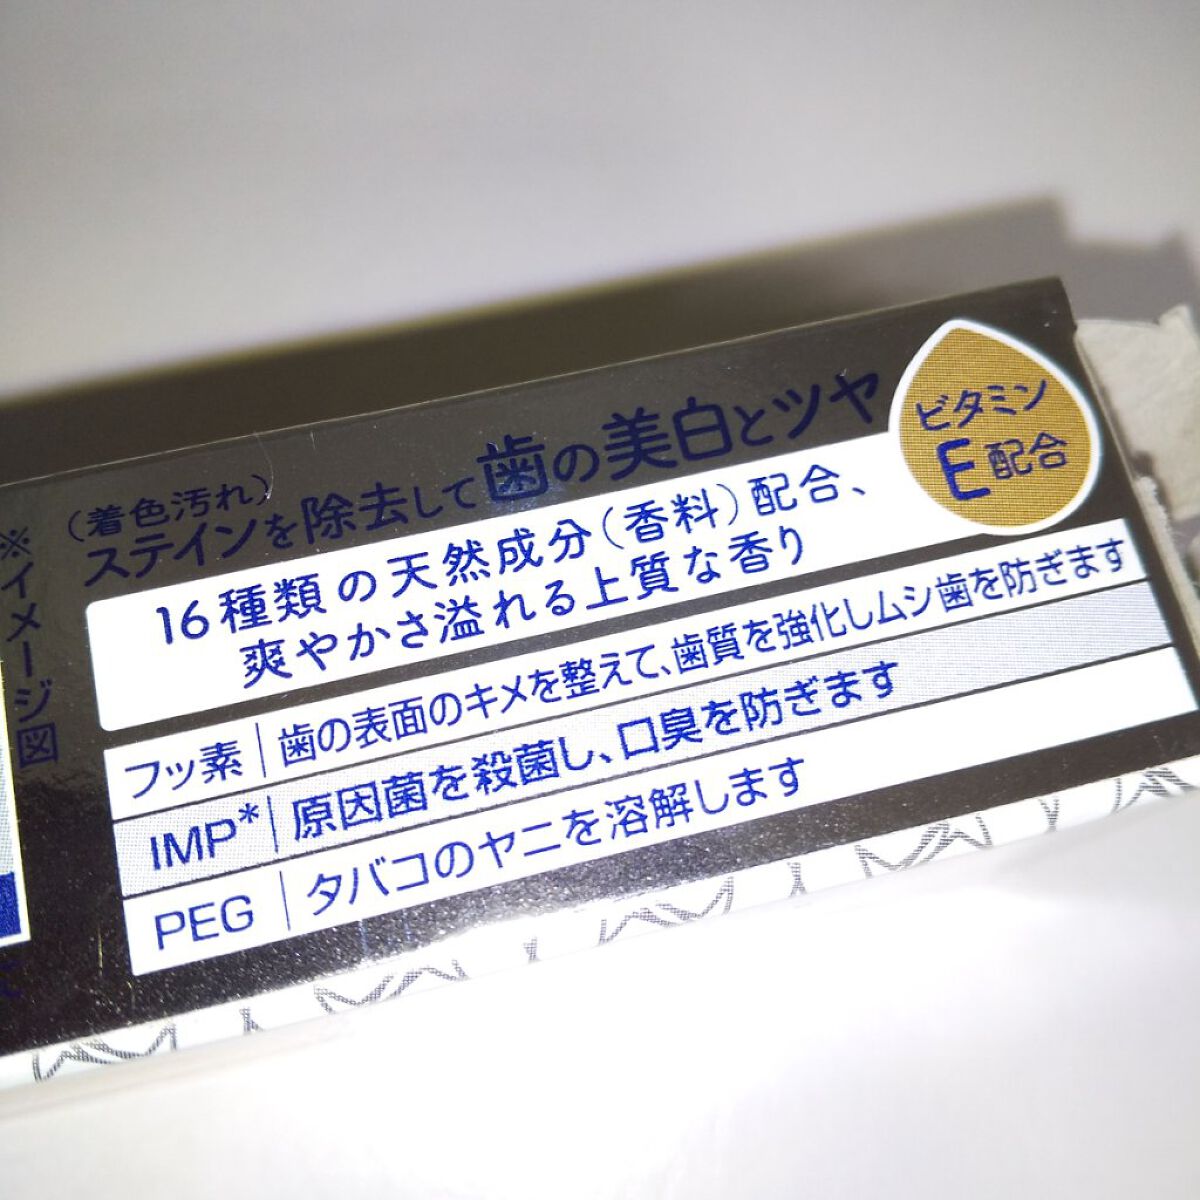 ※イメージ図
(着色汚れ)
ステインを除去して歯の美白とツヤ
ビタミン
E配合
16種類の天然成分(香料)配合、
爽やかさ溢れる上質な香り
フッ素 歯の表面のキメを整えて、歯質を強化しムシ歯を防ぎます
IMP* 原因菌を殺菌し、口臭を防ぎます
PEG タバコのヤニを溶解します